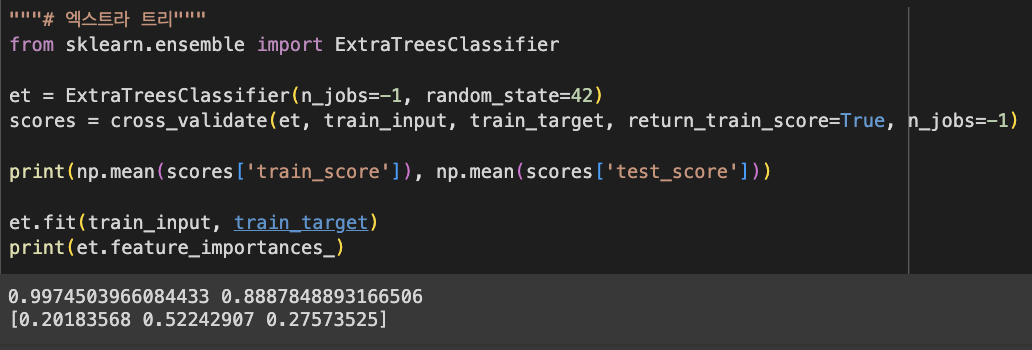 """# 엑스트라 트리"""
from sklearn.ensemble import ExtraTreesClassifier
et = ExtraTreesClassifier(n_jobs=-1, random_state=42)
scores = cross_validate(et, train_input, train_target, return_train_score=True, n_jobs=-1)
print(np.mean(scores['train_score']), np.mean(scores['test_score']))
et.fit(train_input, train_target)
print(et.feature_importances_)
0.9974503966084433 0.8887848893166506
[0.20183568 0.52242907 0.27573525]